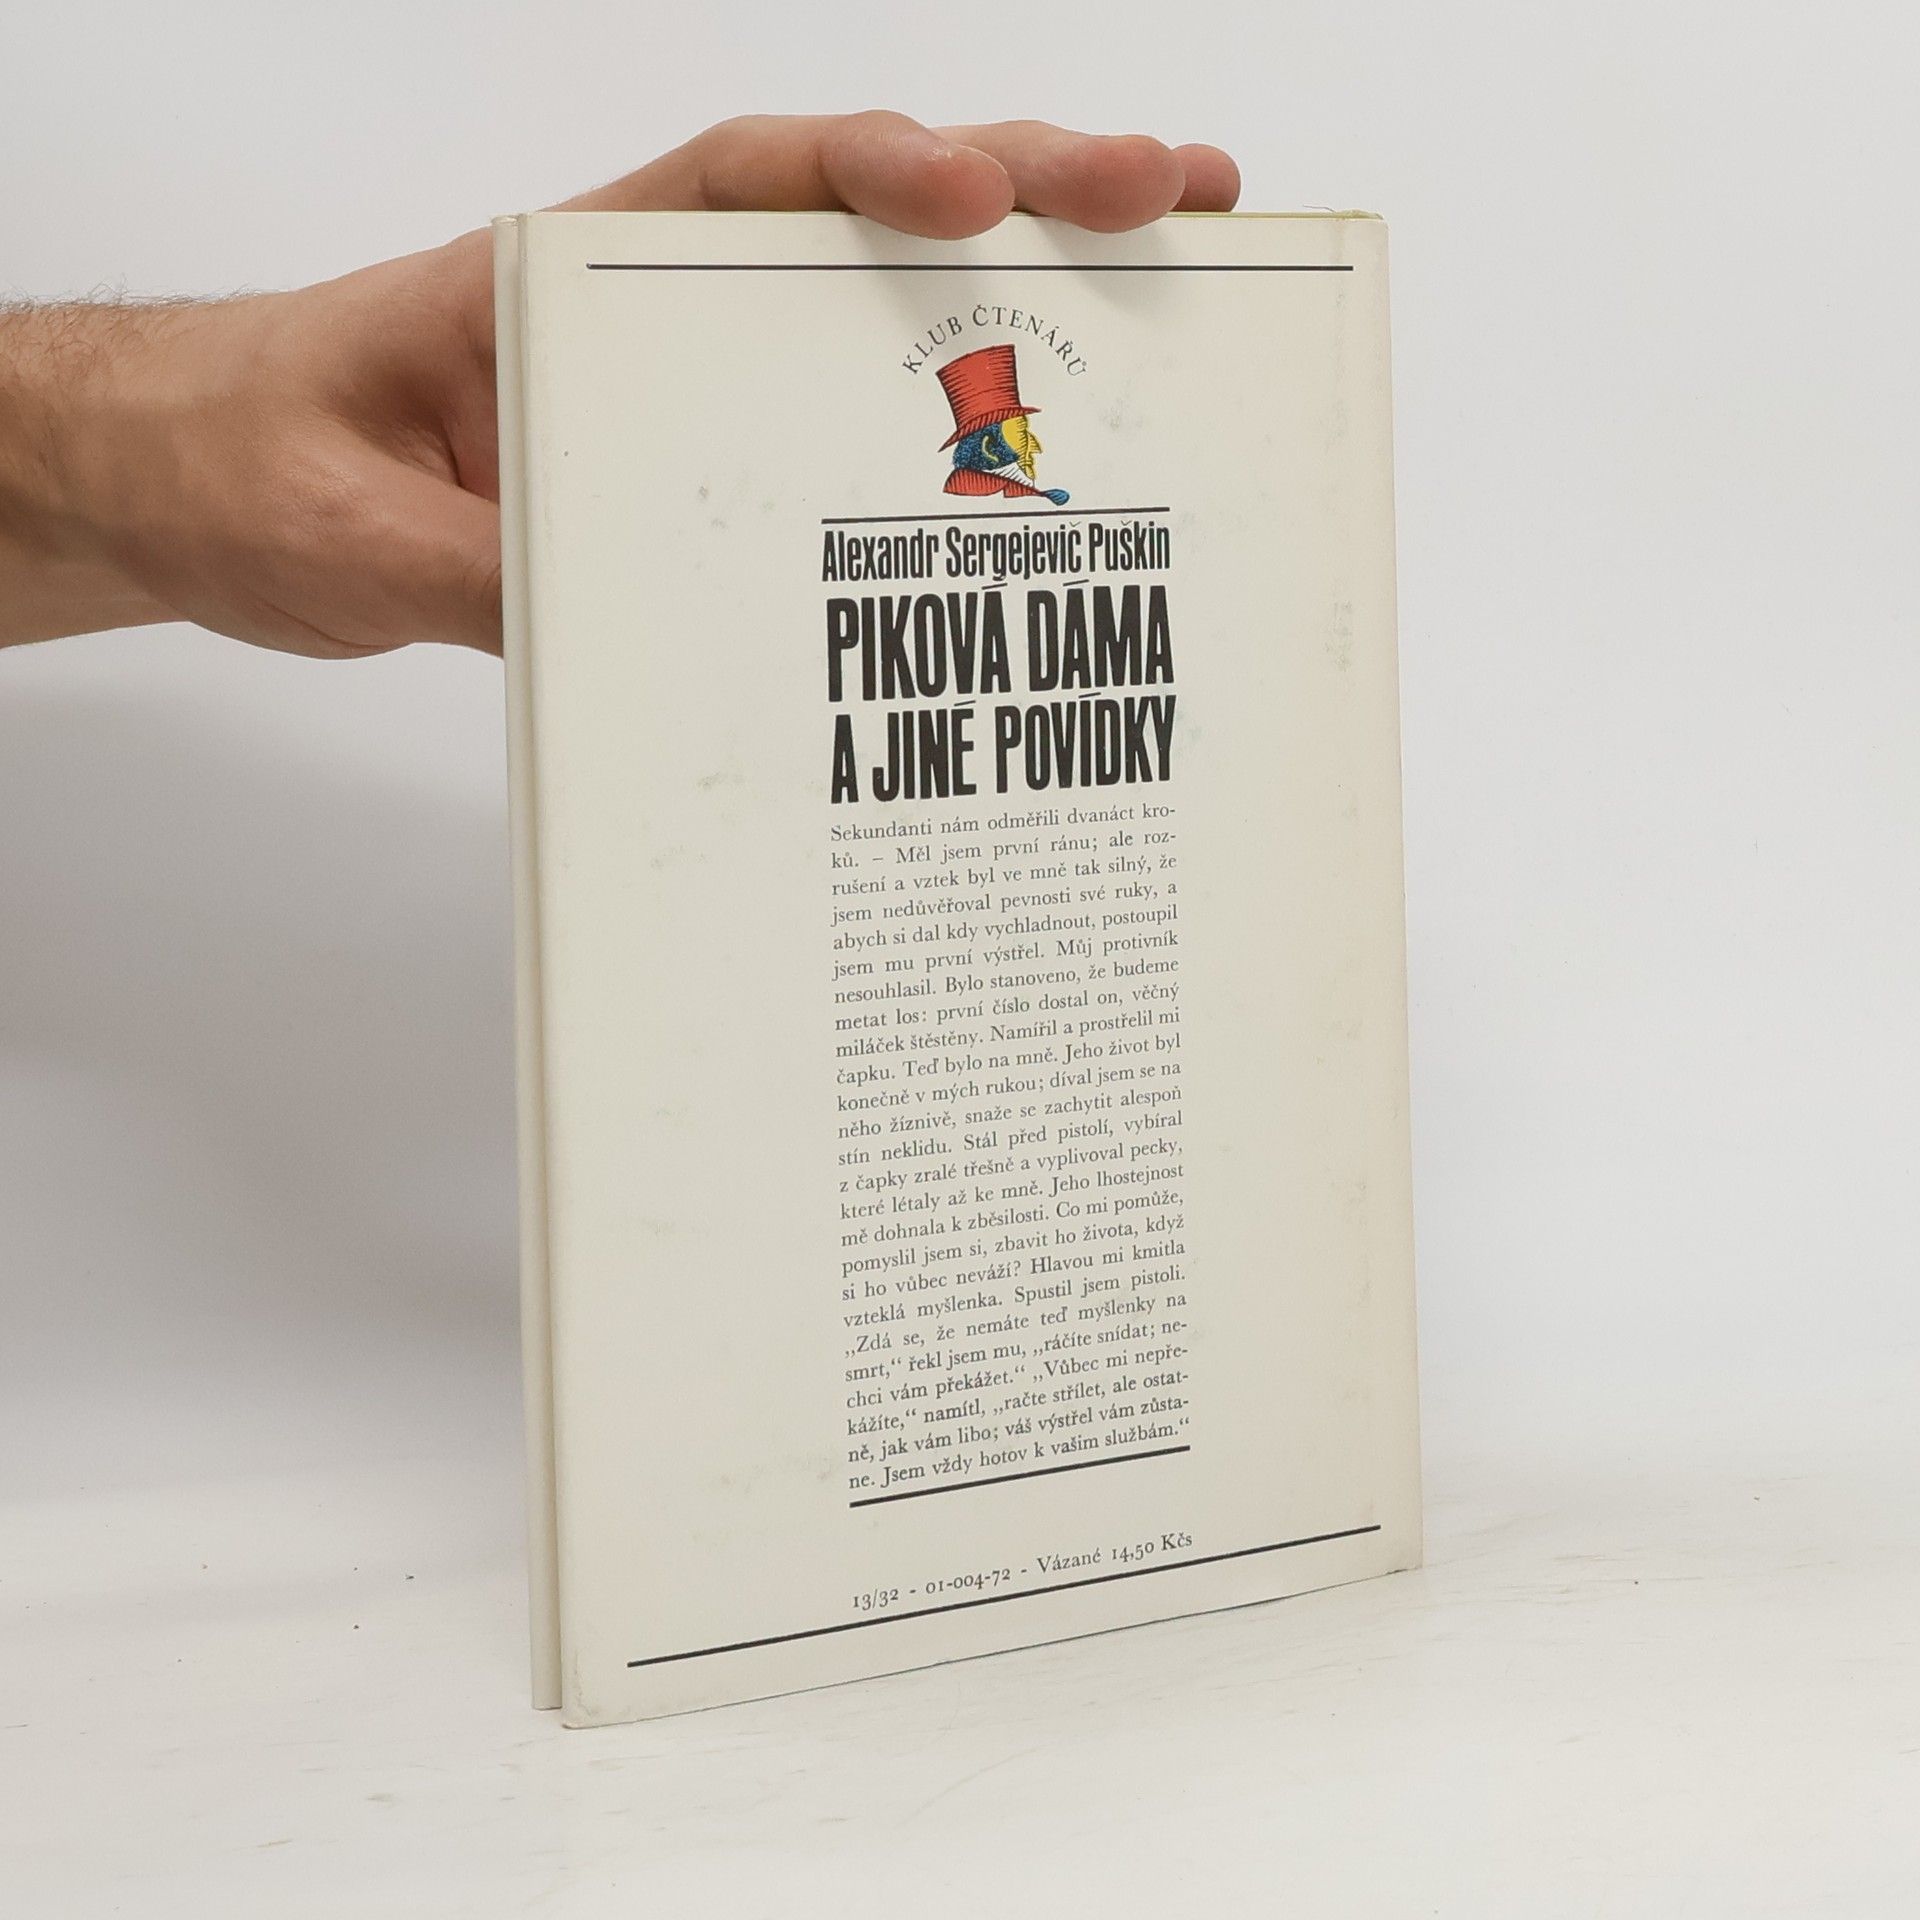 KLUB ČTENÁŘŮ
Alexandr Sergejevič Puškin
PIKOVÁ DÁMA
A JINÉ POVÍDKY
Sekundanti nám odměřili dvanáct kro-
ků. – Měl jsem první ránu; ale roz-
rušení a vztek byl ve mně tak silný, že
jsem nedůvěřoval pevnosti své ruky, a
abych si dal kdy vychladnout, postoupil
jsem mu první výstřel. Můj protivník
nesouhlasil. Bylo stanoveno, že budeme
metat los: první číslo dostal on, věčný
miláček štěstěny. Namířil a prostřelil mi
čapku. Teď bylo na mně. Jeho život byl
konečně v mých rukou; díval jsem se na
něho žíznivě, snaže se zachytit alespoň
stín neklidu. Stál před pistolí, vybíral
z čapky zralé třešně a vyplivoval pecky,
které létaly až ke mně. Jeho lhostejnost
mě dohnala k zběsilosti. Co mi pomůže,
pomyslil jsem si, zbavit ho života, když
si ho vůbec neváží? Hlavou mi kmitla
vzteklá myšlenka. Spustil jsem pistoli.
„Zdá se, že nemáte teď myšlenky na
smrt,“ řekl jsem mu, „ráčíte snídat; ne-
chci vám překážet.“ „Vůbec mi nepře-
kážíte,“ namítl, „račte střílet, ale ostat-
ně, jak vám libo; váš výstřel vám zůsta-
ne. Jsem vždy hotov k vašim službám.“
13/32 - 01-004-72 - Vázané 14,50 Kčs